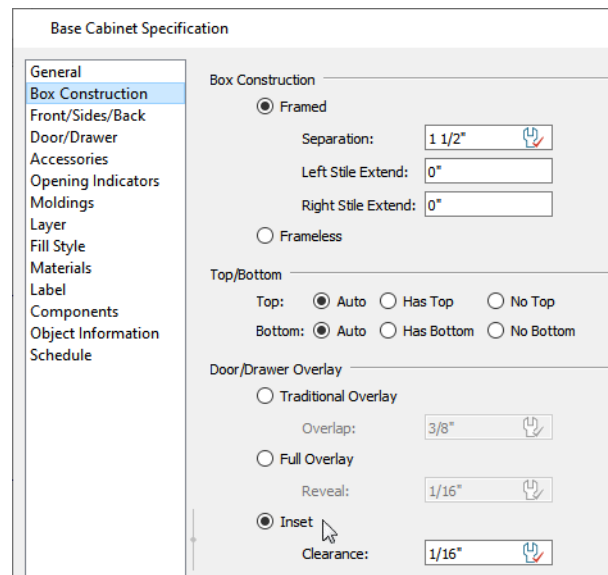 Base Cabinet Specification
General
Box Construction
Front/Sides/Back
Door/Drawer
Accessories
Opening Indicators
Moldings
Layer
Fill Style
Materials
Label
Components
Object Information
Schedule
Box Construction
Framed
Separation: 1 1/2"
Left Stile Extend: 0"
Right Stile Extend: 0"
Frameless
Top/Bottom
Top: Auto Has Top No Top
Bottom: Auto Has Bottom No Bottom
Door/Drawer Overlay
Traditional Overlay
Overlap: 3/8"
Full Overlay
Reveal: 1/16"
Inset
Clearance: 1/16"